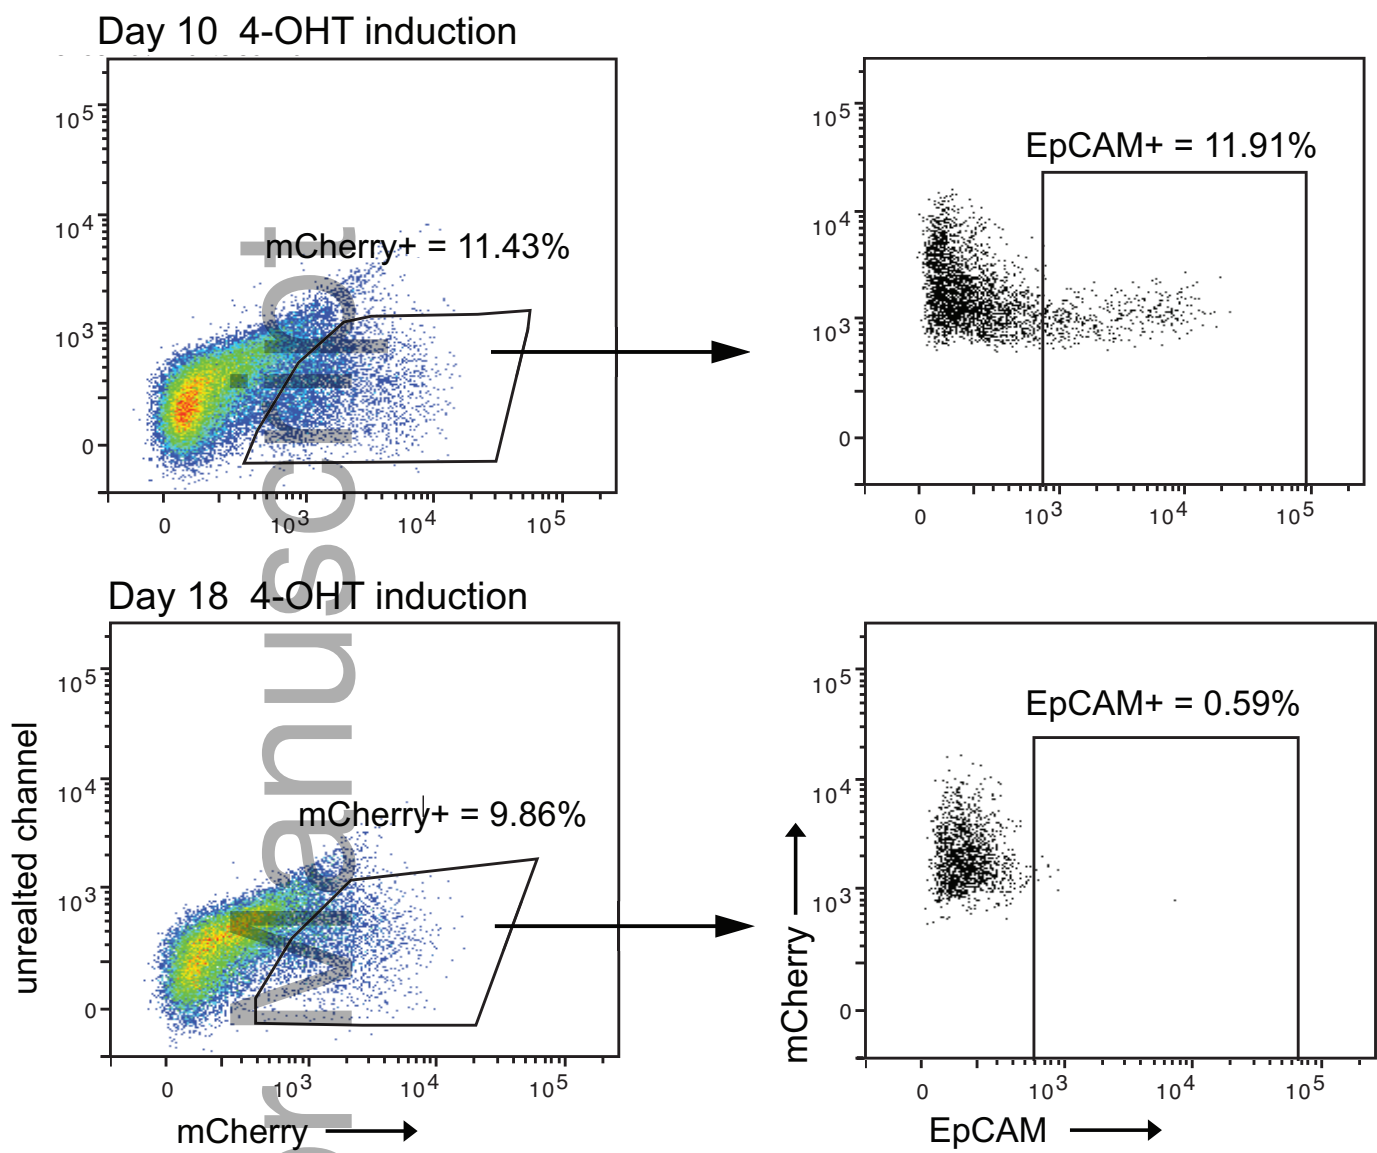 Day 10 4-OHT induction
10^5
10^4
10^3
0
mCherry+ = 11.43%
0 10^3 10^4 10^5
EpCAM+ = 11.91%
10^5
10^4
10^3
0
0 10^3 10^4 10^5
Day 18 4-OHT induction
unrealted channel
10^5
10^4
10^3
0
mCherry+ = 9.86%
0 10^3 10^4 10^5
mCherry
EpCAM+ = 0.59%
mCherry
10^5
10^4
10^3
0
0 10^3 10^4 10^5
EpCAM
r Manuscript